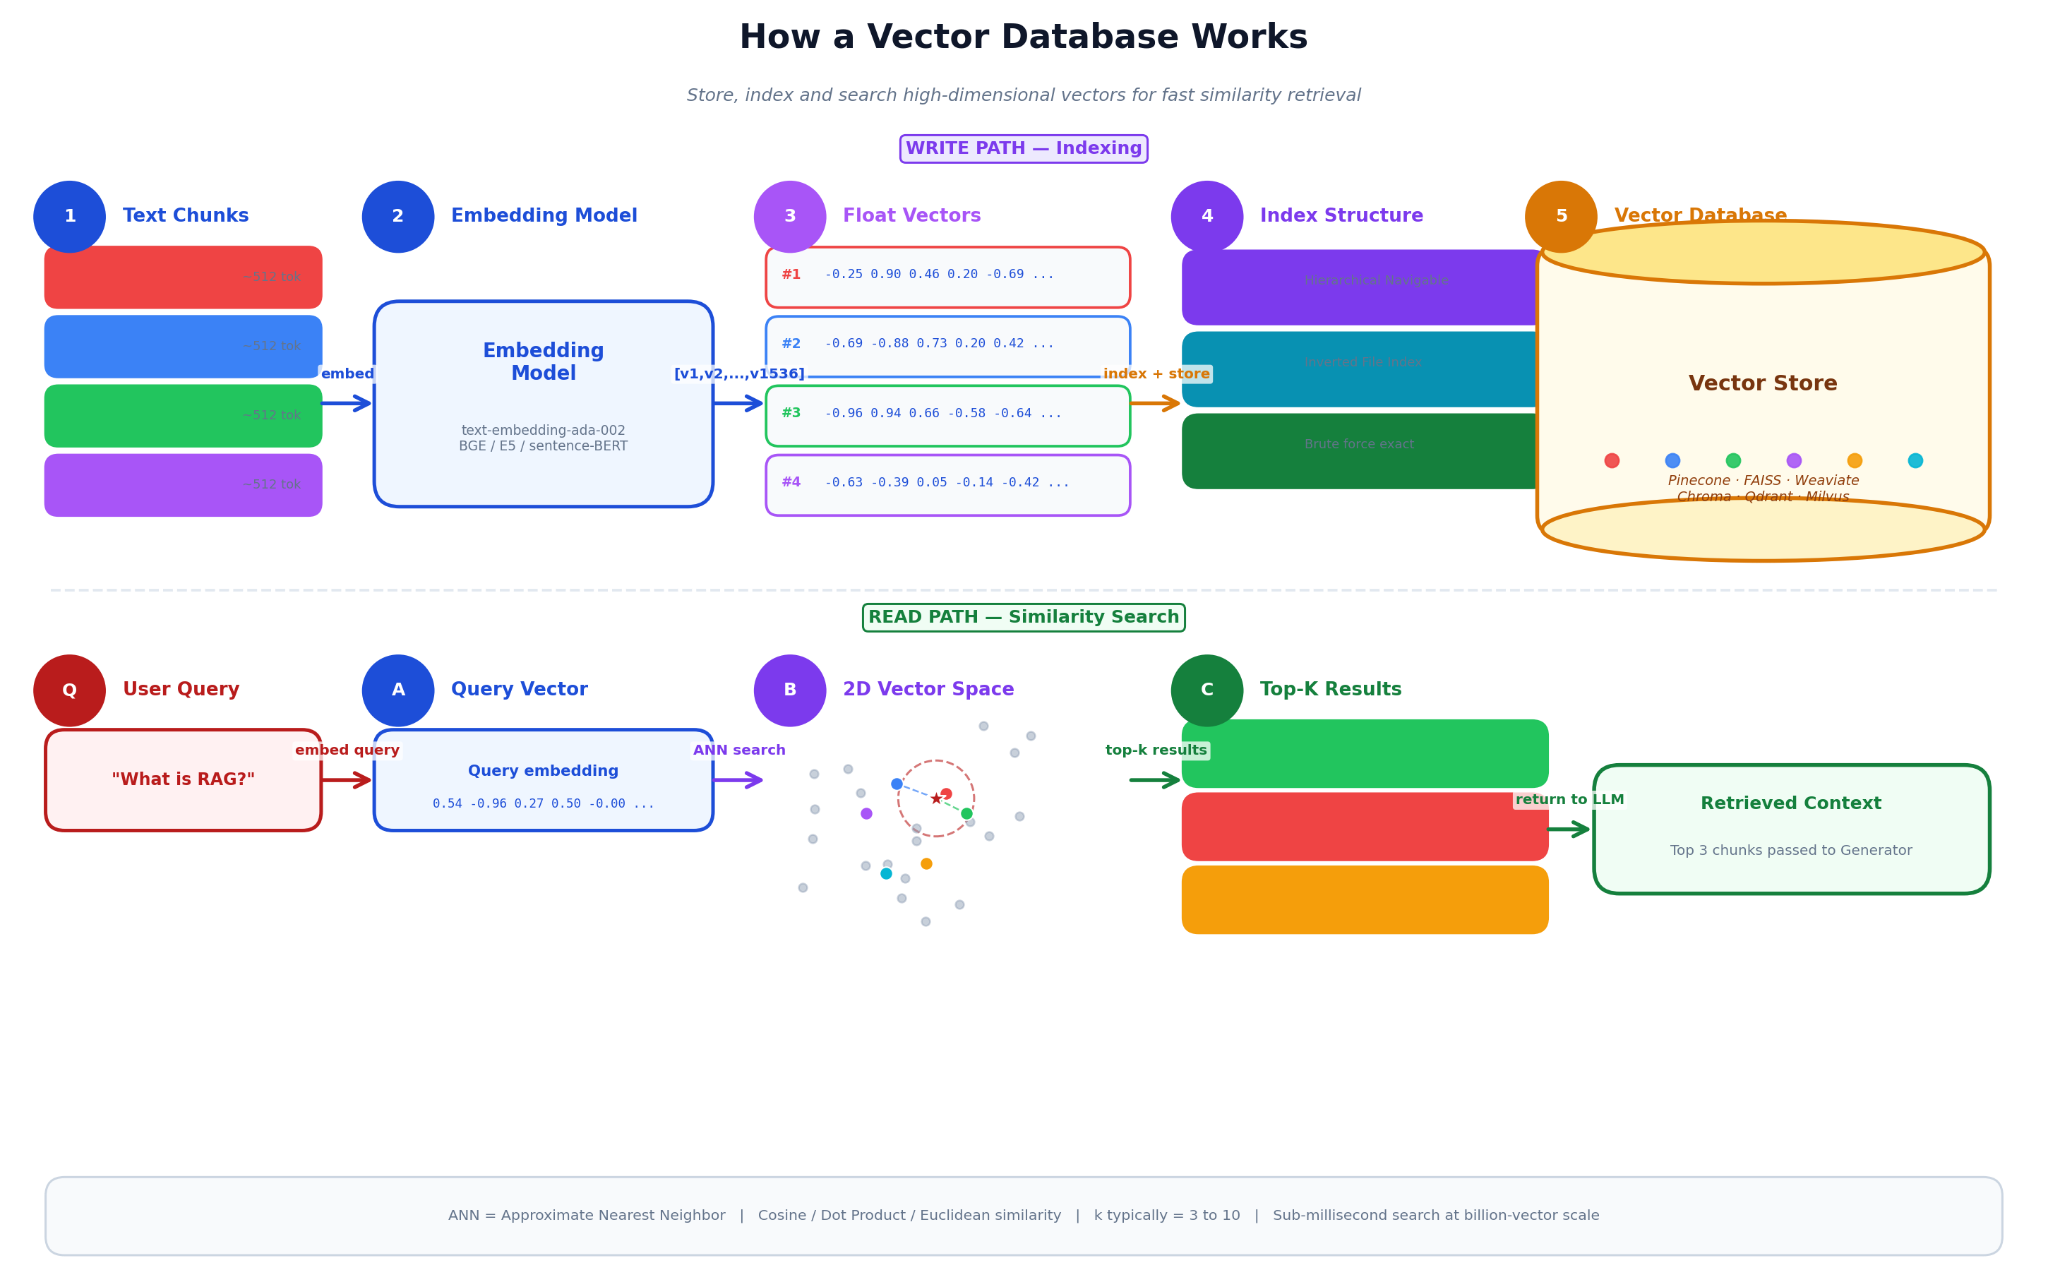 How a Vector Database Works
Store, index and search high-dimensional vectors for fast similarity retrieval
WRITE PATH — Indexing
1 Text Chunks
~512 tok
~512 tok
~512 tok
~512 tok
embed
2 Embedding Model
Embedding
Model
text-embedding-ada-002
BGE / E5 / sentence-BERT
[v1,v2,...,v1536]
3 Float Vectors
#1 -0.25 0.90 0.46 0.20 -0.69 ...
#2 -0.69 -0.88 0.73 0.20 0.42 ...
#3 -0.96 0.94 0.66 -0.58 -0.64 ...
#4 -0.63 -0.39 0.05 -0.14 -0.42 ...
index + store
4 Index Structure
Hierarchical Navigable
Inverted file index
Brute force exact
5 Vector Database
Vector Store
Pinecone · FAISS · Weaviate
Chroma · Qdrant · Milvus
READ PATH — Similarity Search
Q User Query
"What is RAG?"
embed query
A Query Vector
Query embedding
0.54 -0.96 0.27 0.50 -0.00 ...
ANN search
B 2D Vector Space
top-k results
C Top-K Results
return to LLM
Retrieved Context
Top 3 chunks passed to Generator
ANN = Approximate Nearest Neighbor | Cosine / Dot Product / Euclidean similarity | k typically = 3 to 10 | Sub-millisecond search at billion-vector scale